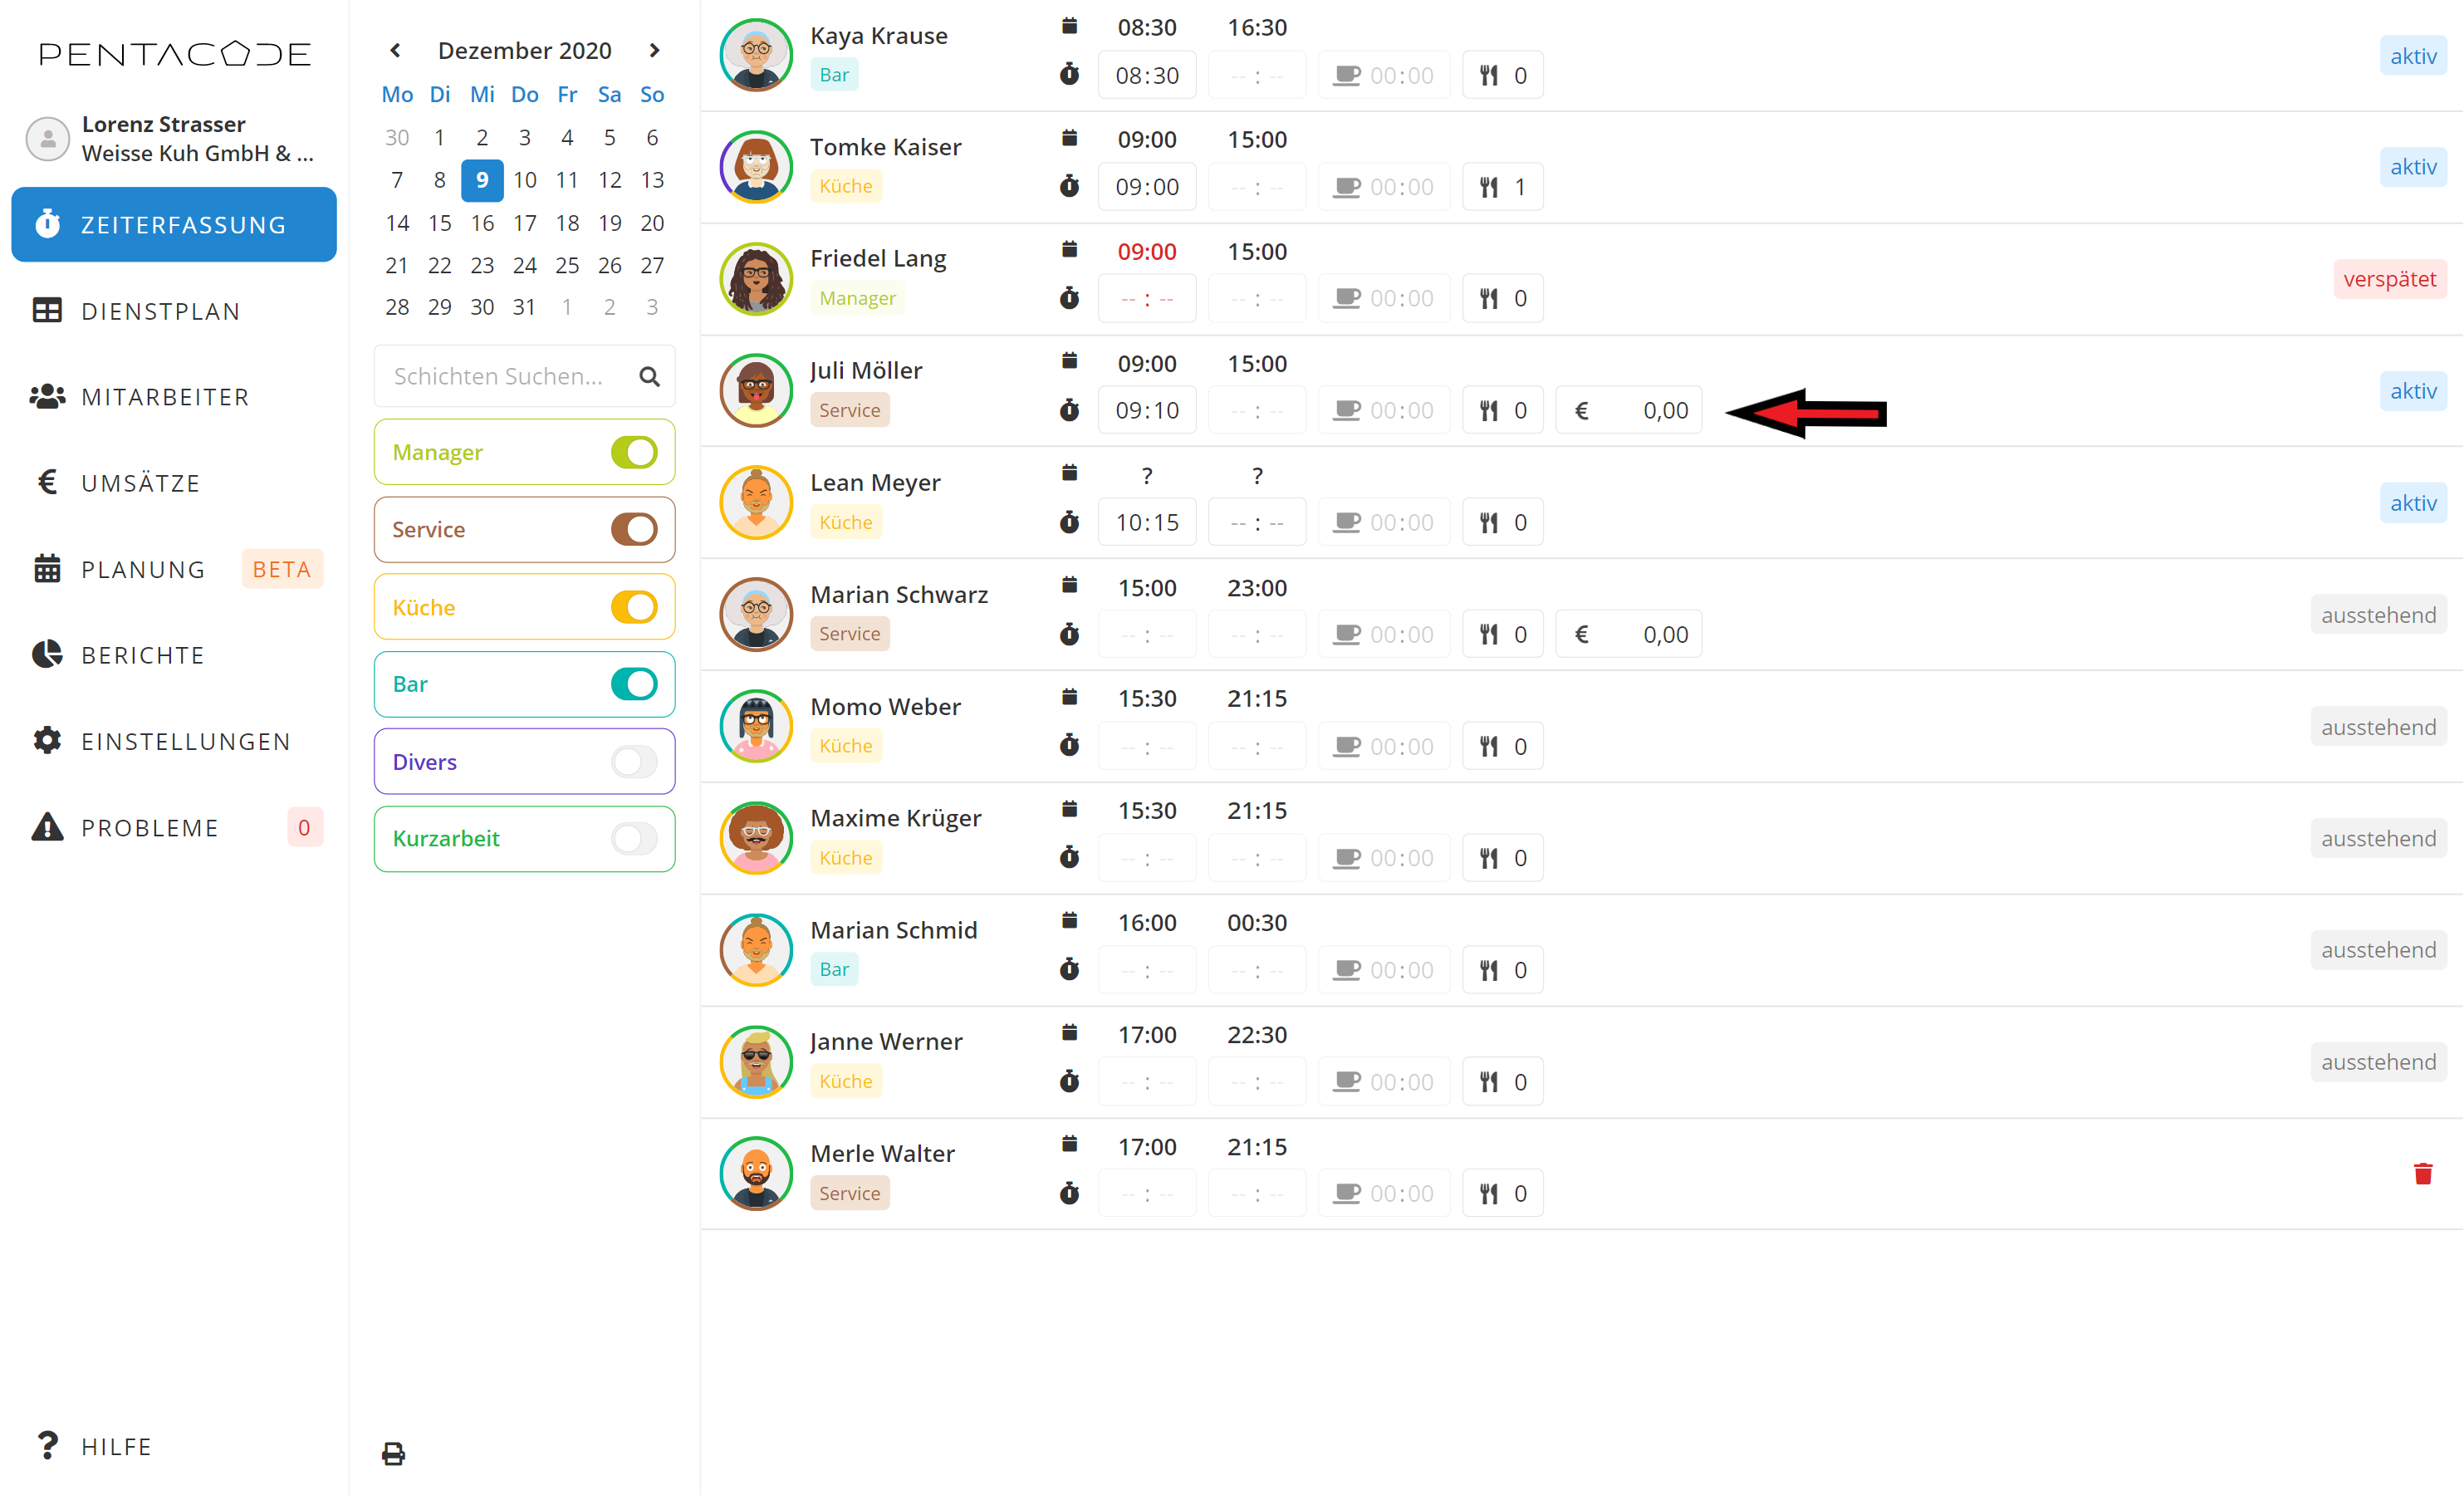 PENTACODE
Lorenz Strasser
Weisse Kuh GmbH & ...
ZEITERFASSUNG
DIENSTPLAN
MITARBEITER
€ UMSÄTZE
PLANUNG BETA
BERICHTE
EINSTELLUNGEN
PROBLEME 0
? HILFE
Dezember 2020
Mo Di Mi Do Fr Sa So
30 1 2 3 4 5 6
7 8 9 10 11 12 13
14 15 16 17 18 19 20
21 22 23 24 25 26 27
28 29 30 31 1 2 3
Schichten Suchen...
Manager
Service
Küche
Bar
Divers
Kurzarbeit
Kaya Krause 08:30 16:30
Bar 08:30 -- : -- 00:00 0
aktiv
Tomke Kaiser 09:00 15:00
Küche 09:00 -- : -- 00:00 1
aktiv
Friedel Lang 09:00 15:00
Manager -- : -- -- : -- 00:00 0
verspätet
Juli Möller 09:00 15:00
Service 09:10 -- : -- 00:00 0 € 0,00
aktiv
Lean Meyer ? ?
Küche 10:15 -- : -- 00:00 0
aktiv
Marian Schwarz 15:00 23:00
Service -- : -- -- : -- 00:00 0 € 0,00
ausstehend
Momo Weber 15:30 21:15
Küche -- : -- -- : -- 00:00 0
ausstehend
Maxime Krüger 15:30 21:15
Küche -- : -- -- : -- 00:00 0
ausstehend
Marian Schmid 16:00 00:30
Bar -- : -- -- : -- 00:00 0
ausstehend
Janne Werner 17:00 22:30
Küche -- : -- -- : -- 00:00 0
ausstehend
Merle Walter 17:00 21:15
Service -- : -- -- : -- 00:00 0